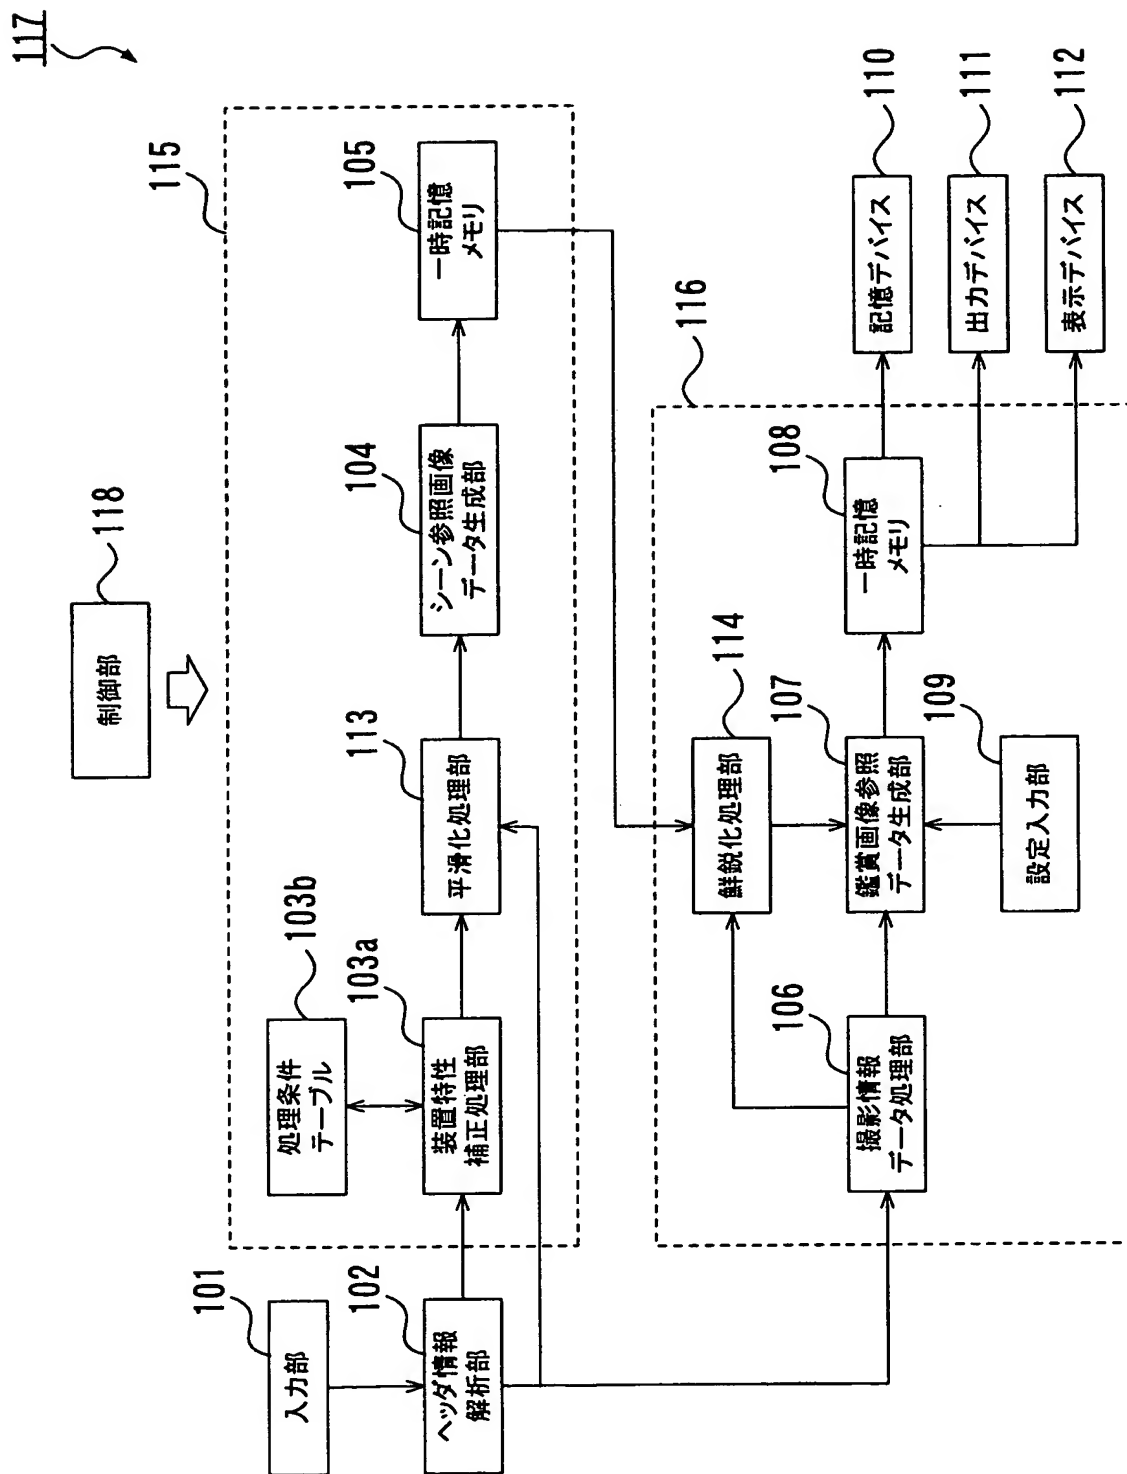 117
制御部
118
115
入力部
101
ヘッダ情報
解析部
102
処理条件
テーブル
103b
装置特性
補正処理部
103a
平滑化処理部
113
シーン参照画像
データ生成部
104
一時記憶
メモリ
105
116
撮影情報
データ処理部
106
鮮鋭化処理部
114
鑑賞画像参照
データ生成部
107
設定入力部
109
一時記憶
メモリ
108
記憶デバイス
110
出力デバイス
111
表示デバイス
112